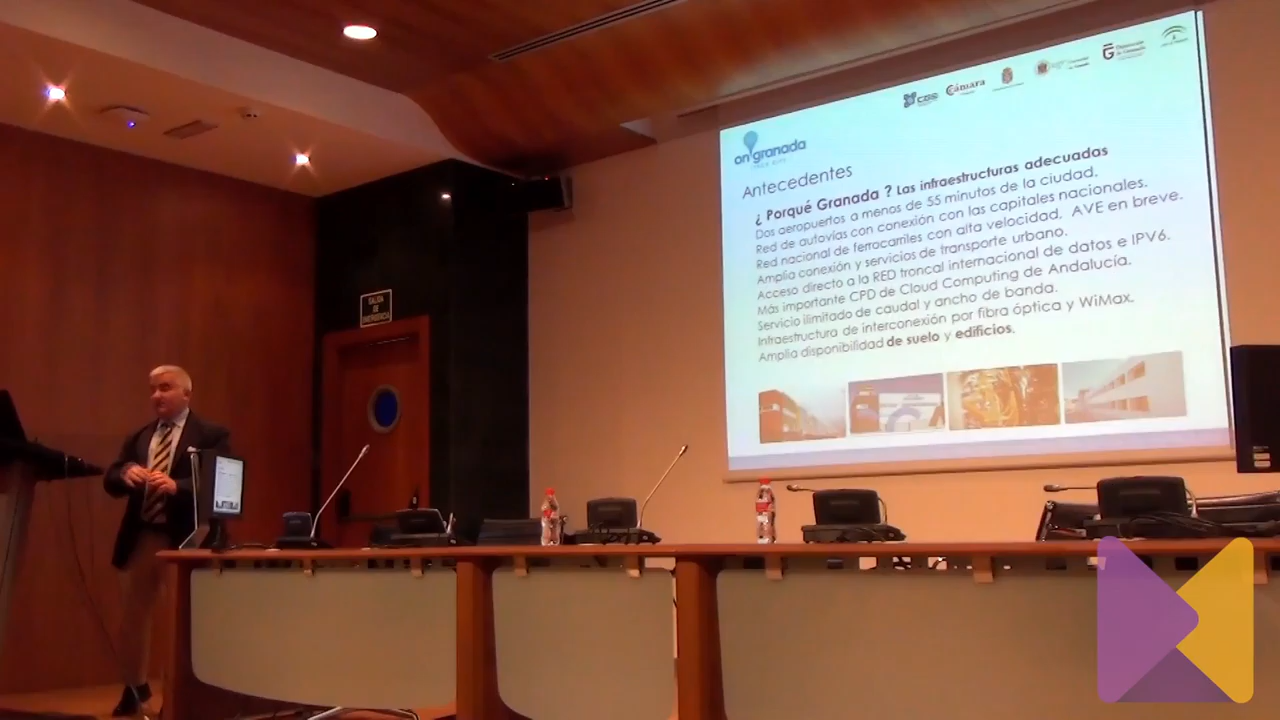 CDS
Cámara
on granada
TECH CITY
Antecedentes
¿ Porqué Granada ? Las infraestructuras adecuadas
Dos aeropuertos a menos de 55 minutos de la ciudad.
Red de autovías con conexión con las capitales nacionales.
Red nacional de ferrocarriles con alta velocidad. AVE en breve.
Amplia conexión y servicios de transporte urbano.
Acceso directo a la RED troncal internacional de datos e IPV6.
Más importante CPD de Cloud Computing de Andalucía.
Servicio ilimitado de caudal y ancho de banda.
Infraestructura de interconexión por fibra óptica y WiMax.
Amplia disponibilidad de suelo y edificios.
SALIDA
DE
EMERGENCIA